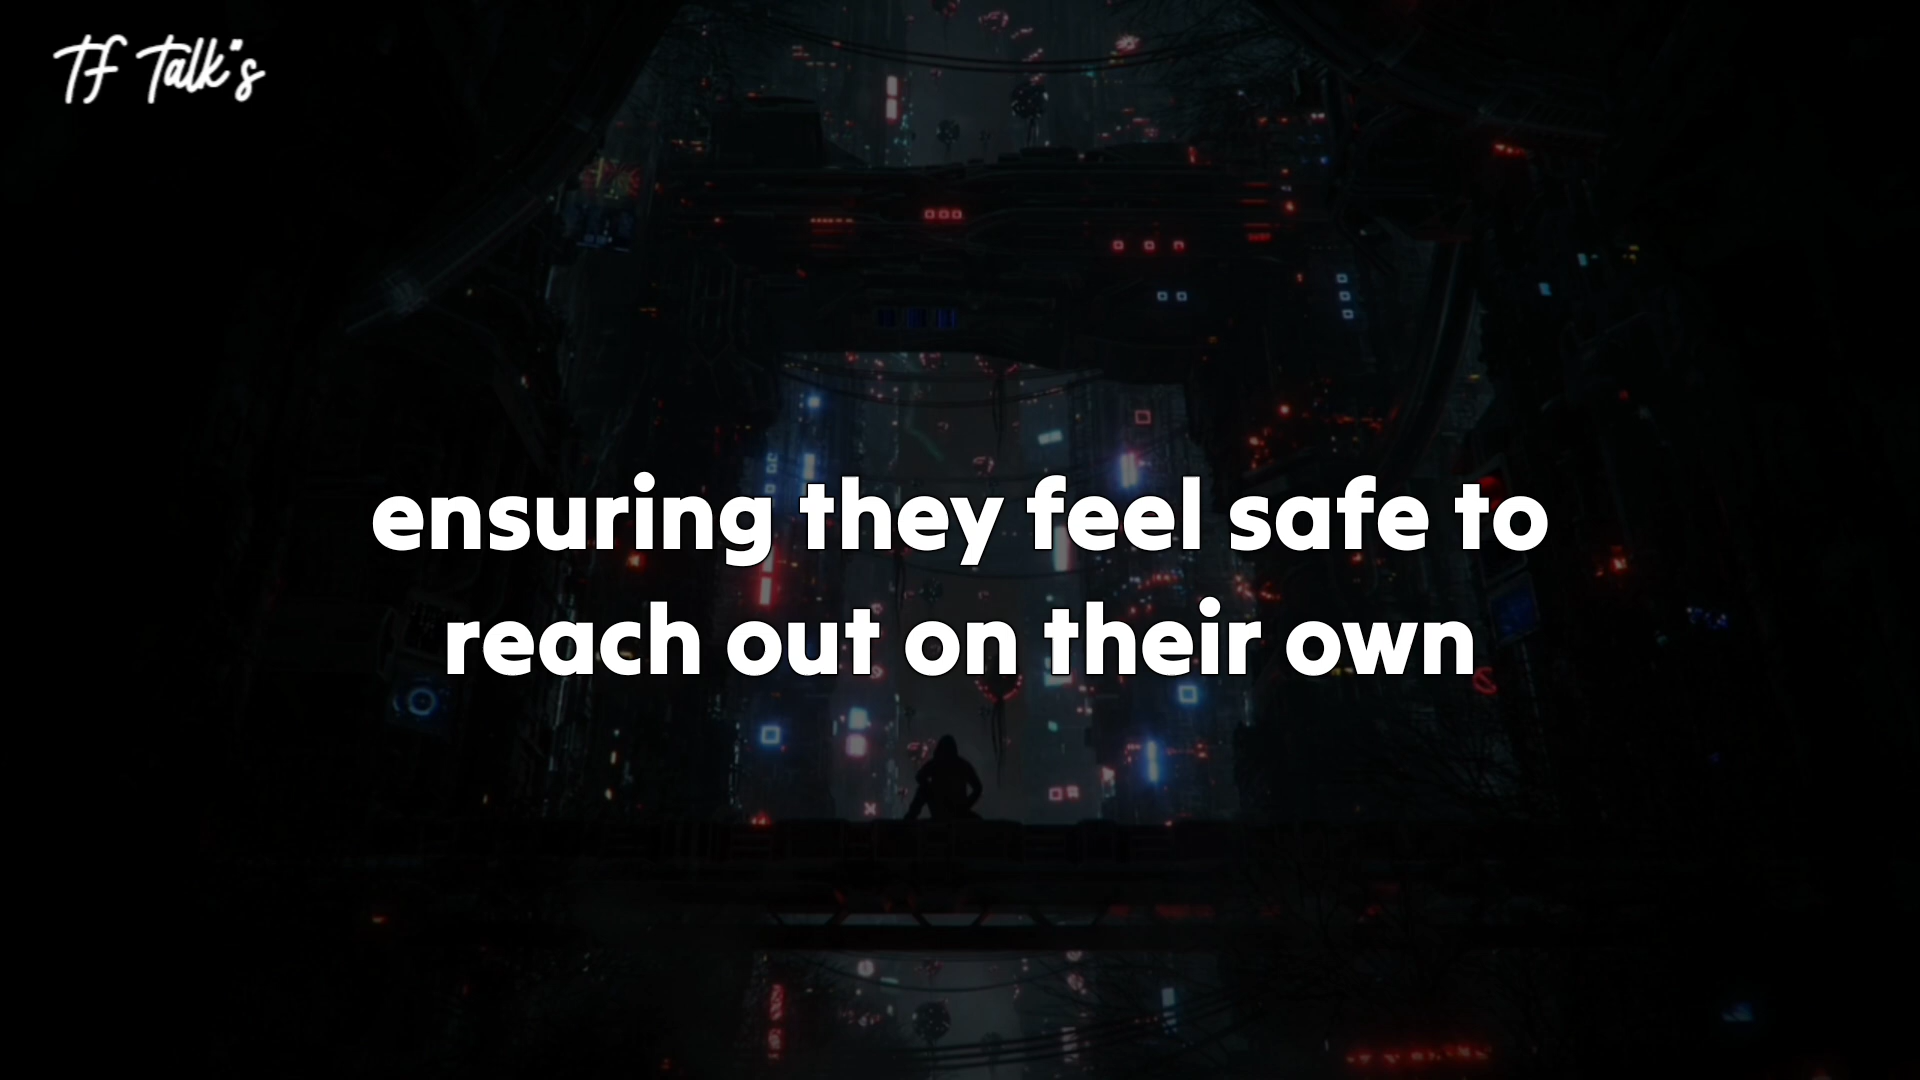 TF Talk's
ensuring they feel safe to
reach out on their own